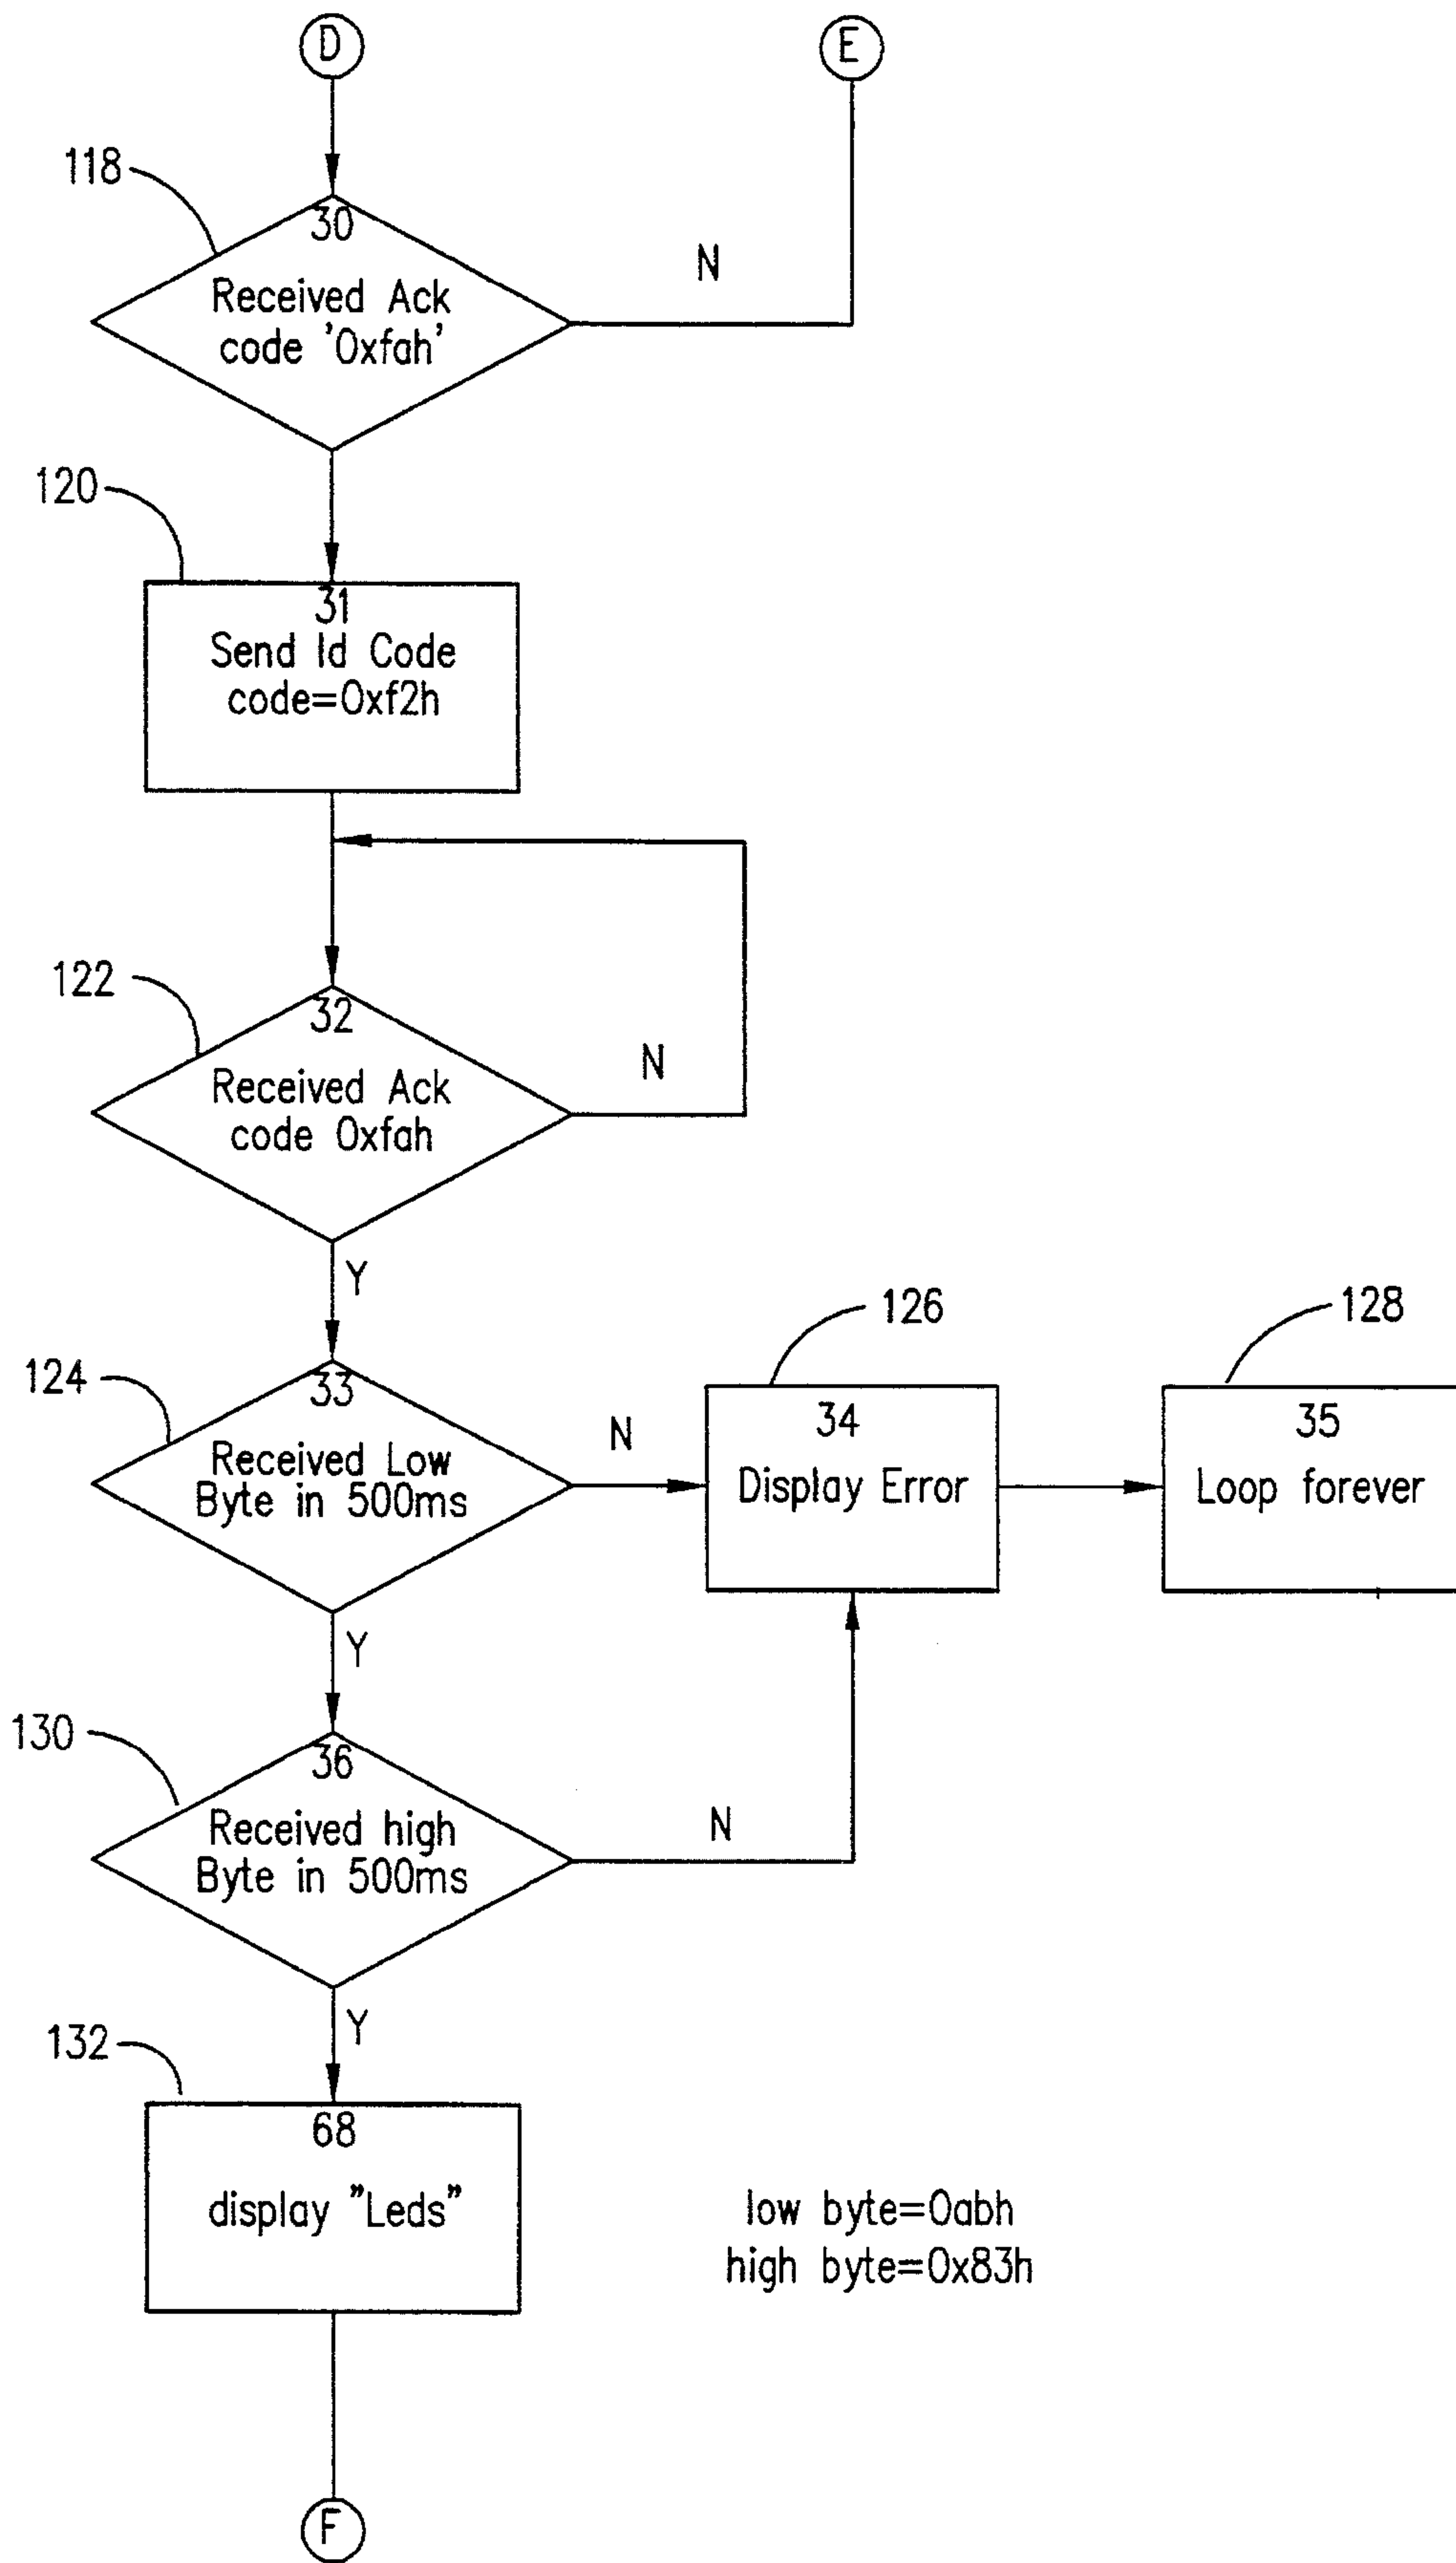 D
E
118
30
Received Ack
code '0xfah'
N
120
31
Send Id Code
code=0xf2h
122
32
Received Ack
code 0xfah
N
Y
124
33
Received Low
Byte in 500ms
N
126
34
Display Error
128
35
Loop forever
Y
130
36
Received high
Byte in 500ms
N
Y
132
68
display "Leds"
low byte=0abh
high byte=0x83h
F